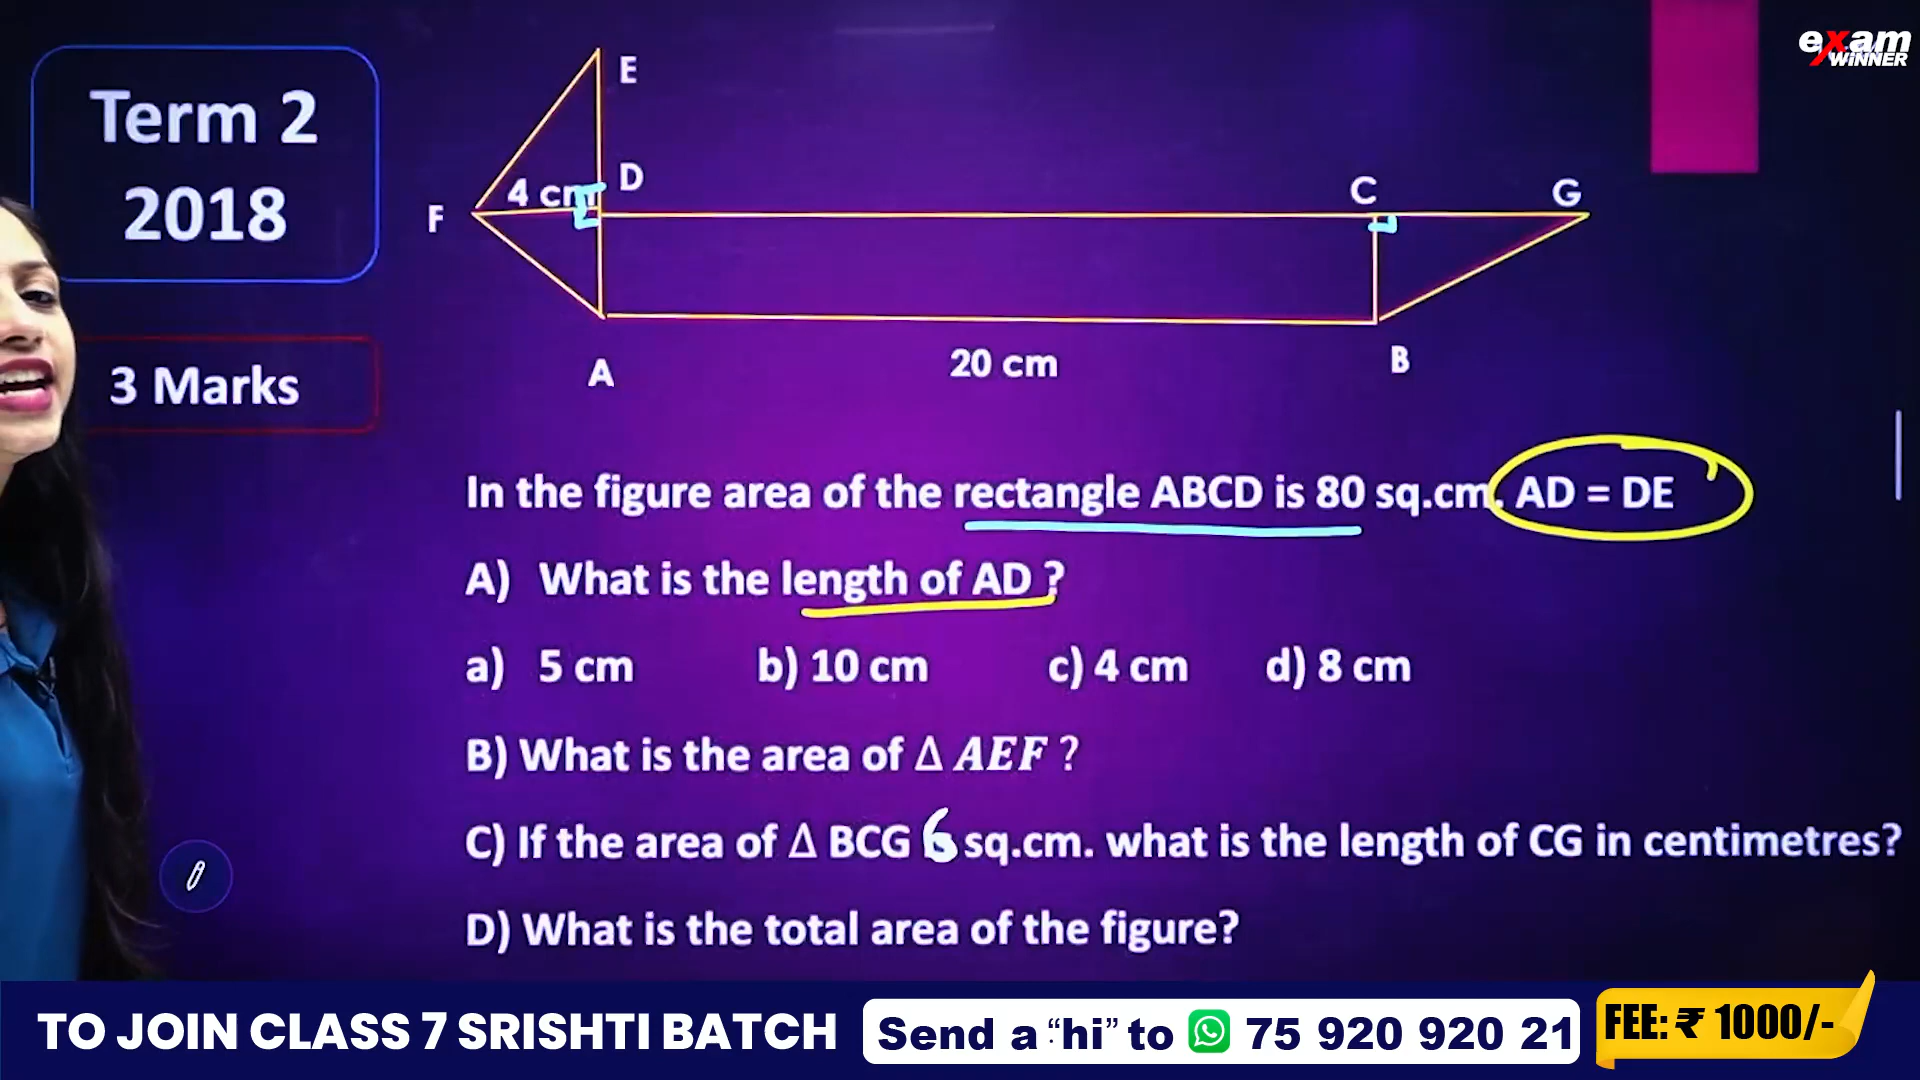 exam
WINNER
Term 2
2018
3 Marks
E
D
4 cm
F
C
G
A
20 cm
B
In the figure area of the rectangle ABCD is 80 sq.cm. AD = DE
A) What is the length of AD ?
a) 5 cm b) 10 cm c) 4 cm d) 8 cm
B) What is the area of Δ AEF ?
C) If the area of Δ BCG 6 sq.cm. what is the length of CG in centimetres?
D) What is the total area of the figure?
TO JOIN CLASS 7 SRISHTI BATCH
Send a “hi” to 75 920 920 21
FEE: ₹ 1000/-